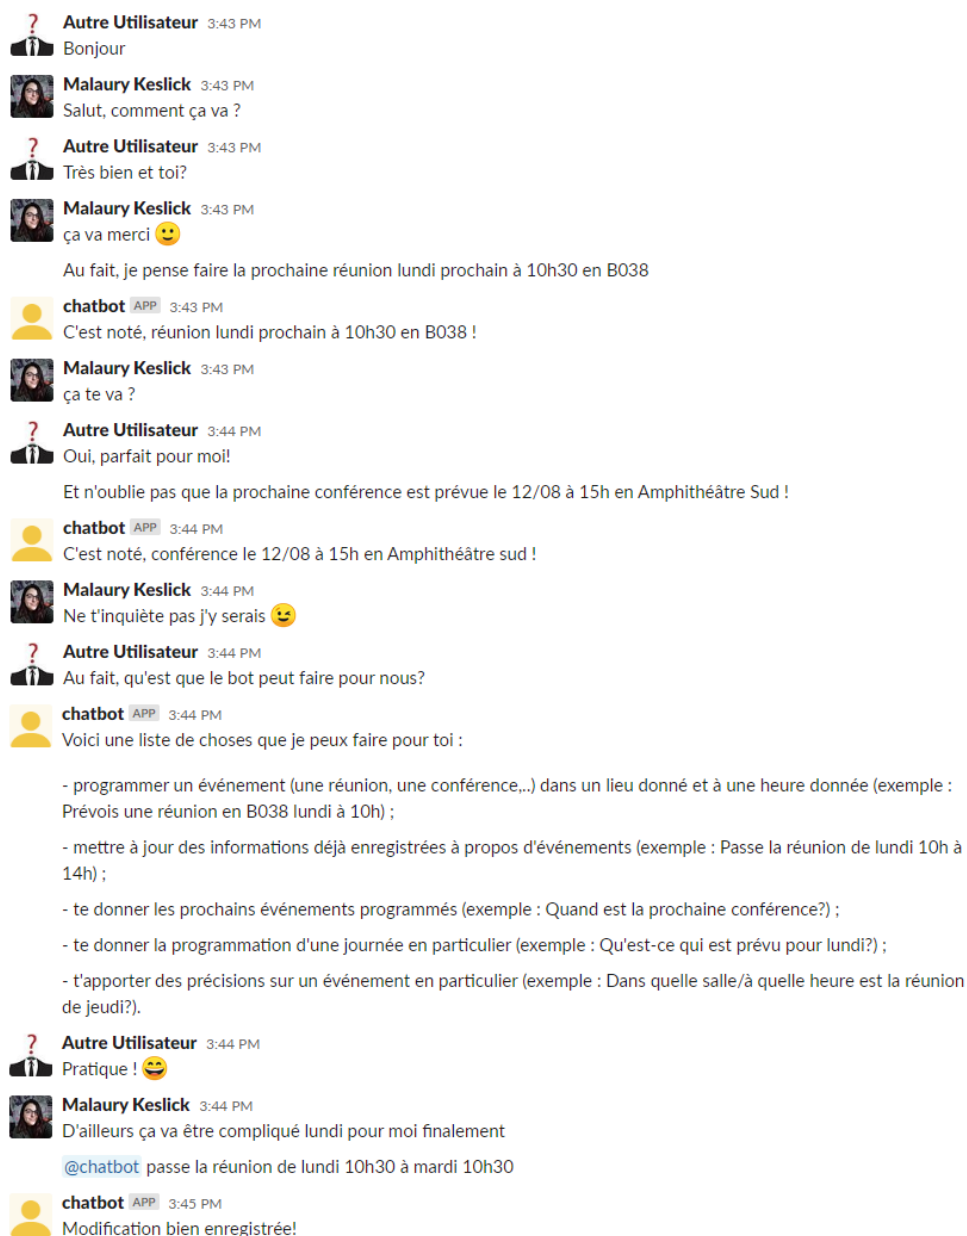 Autre Utilisateur 3:43 PM
Bonjour
Malaury Keslick 3:43 PM
Salut, comment ça va ?
Autre Utilisateur 3:43 PM
Très bien et toi?
Malaury Keslick 3:43 PM
ça va merci 🙂
Au fait, je pense faire la prochaine réunion lundi prochain à 10h30 en B038
chatbot APP 3:43 PM
C'est noté, réunion lundi prochain à 10h30 en B038 !
Malaury Keslick 3:43 PM
ça te va ?
Autre Utilisateur 3:44 PM
Oui, parfait pour moi!
Et n'oublie pas que la prochaine conférence est prévue le 12/08 à 15h en Amphithéâtre Sud !
chatbot APP 3:44 PM
C'est noté, conférence le 12/08 à 15h en Amphithéâtre sud !
Malaury Keslick 3:44 PM
Ne t'inquiète pas j'y serais 😉
Autre Utilisateur 3:44 PM
Au fait, qu'est que le bot peut faire pour nous?
chatbot APP 3:44 PM
Voici une liste de choses que je peux faire pour toi :
- programmer un événement (une réunion, une conférence,..) dans un lieu donné et à une heure donnée (exemple :
Prévois une réunion en B038 lundi à 10h) ;
- mettre à jour des informations déjà enregistrées à propos d'événements (exemple : Passe la réunion de lundi 10h à
14h) ;
- te donner les prochains événements programmés (exemple : Quand est la prochaine conférence?) ;
- te donner la programmation d'une journée en particulier (exemple : Qu'est-ce qui est prévu pour lundi?) ;
- t'apporter des précisions sur un événement en particulier (exemple : Dans quelle salle/à quelle heure est la réunion
de jeudi?).
Autre Utilisateur 3:44 PM
Pratique ! 😄
Malaury Keslick 3:44 PM
D'ailleurs ça va être compliqué lundi pour moi finalement
@chatbot passe la réunion de lundi 10h30 à mardi 10h30
chatbot APP 3:45 PM
Modification bien enregistrée!